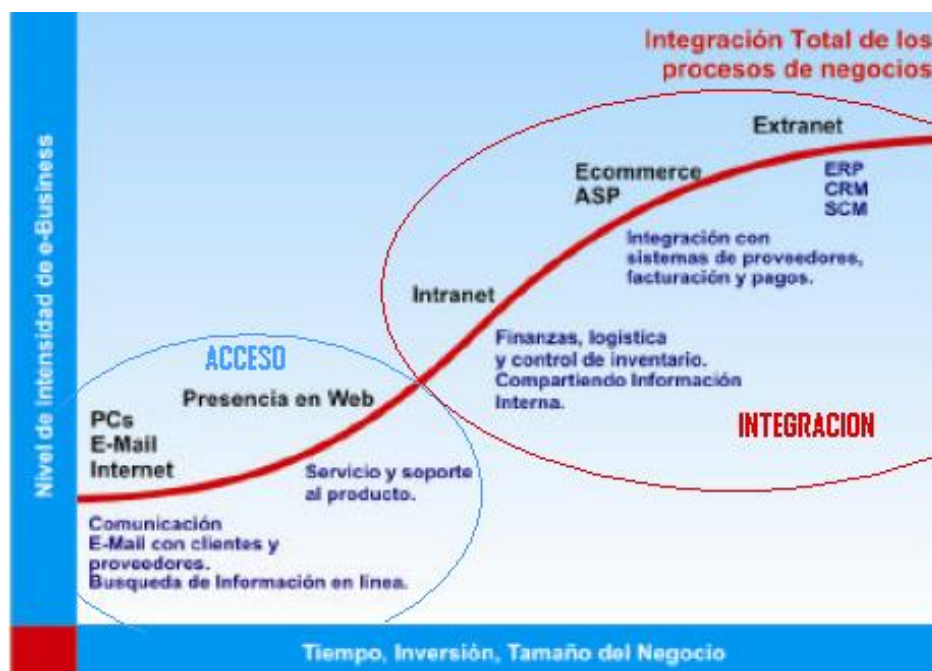 Nivel de Intensidad de e-Business
Integración Total de los
procesos de negocios
Extranet
Ecommerce
ASP
ERP
CRM
SCM
Integración con
sistemas de proveedores,
facturación y pagos.
Intranet
Finanzas, logística
y control de inventario.
Compartiendo Información
Interna.
INTEGRACION
ACCESO
Presencia en Web
PCs
E-Mail
Internet
Servicio y soporte
al producto.
Comunicación
E-Mail con clientes y
proveedores.
Busqueda de Información en línea.
Tiempo, Inversión, Tamaño del Negocio